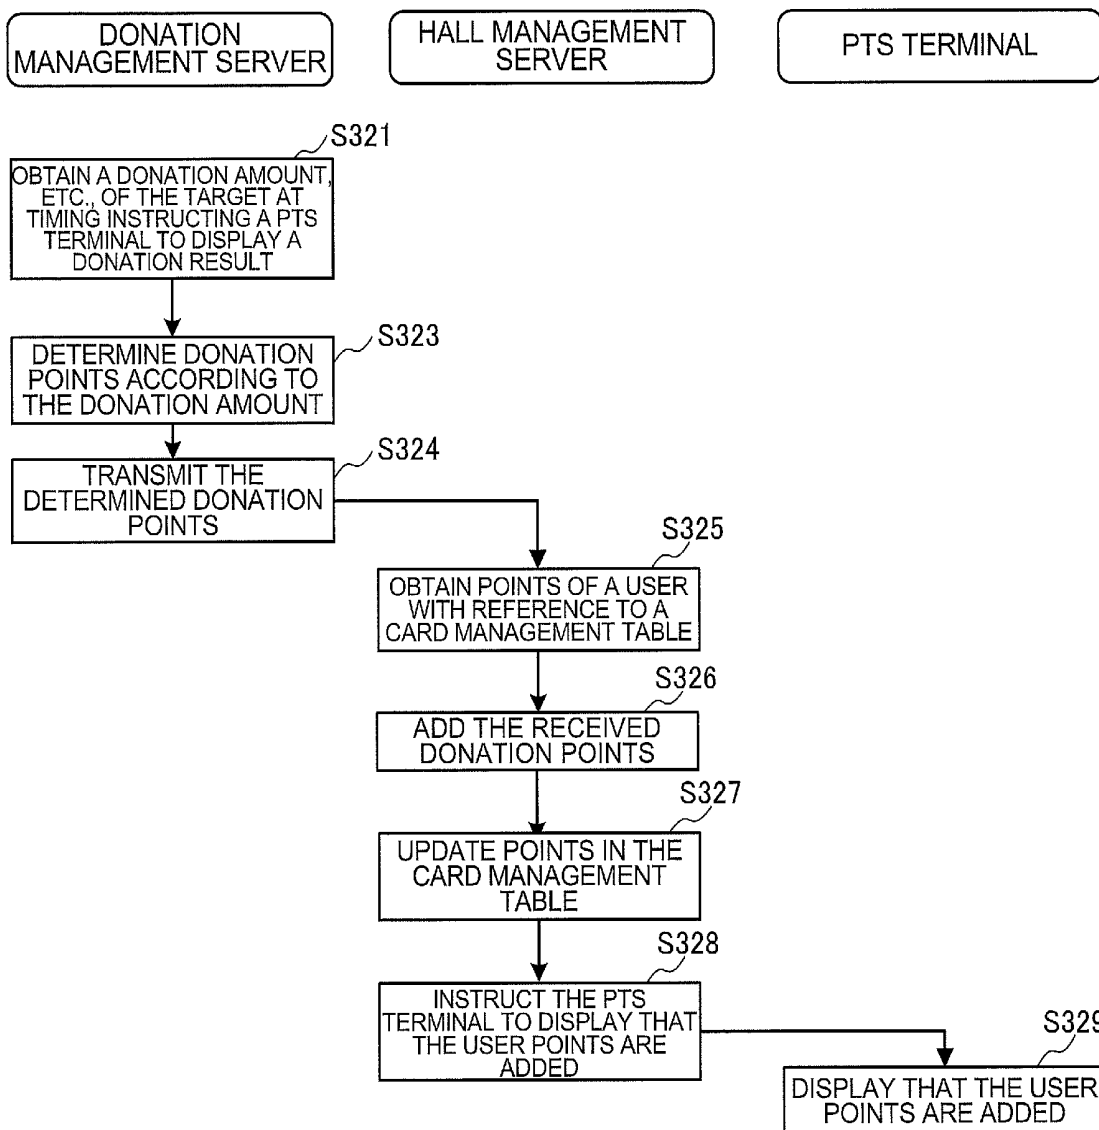 DONATION
MANAGEMENT SERVER
HALL MANAGEMENT
SERVER
PTS TERMINAL
S321
OBTAIN A DONATION AMOUNT,
ETC., OF THE TARGET AT
TIMING INSTRUCTING A PTS
TERMINAL TO DISPLAY A
DONATION RESULT
S323
DETERMINE DONATION
POINTS ACCORDING TO
THE DONATION AMOUNT
S324
TRANSMIT THE
DETERMINED DONATION
POINTS
S325
OBTAIN POINTS OF A USER
WITH REFERENCE TO A
CARD MANAGEMENT TABLE
S326
ADD THE RECEIVED
DONATION POINTS
S327
UPDATE POINTS IN THE
CARD MANAGEMENT
TABLE
S328
INSTRUCT THE PTS
TERMINAL TO DISPLAY THAT
THE USER POINTS ARE
ADDED
S329
DISPLAY THAT THE USER
POINTS ARE ADDED